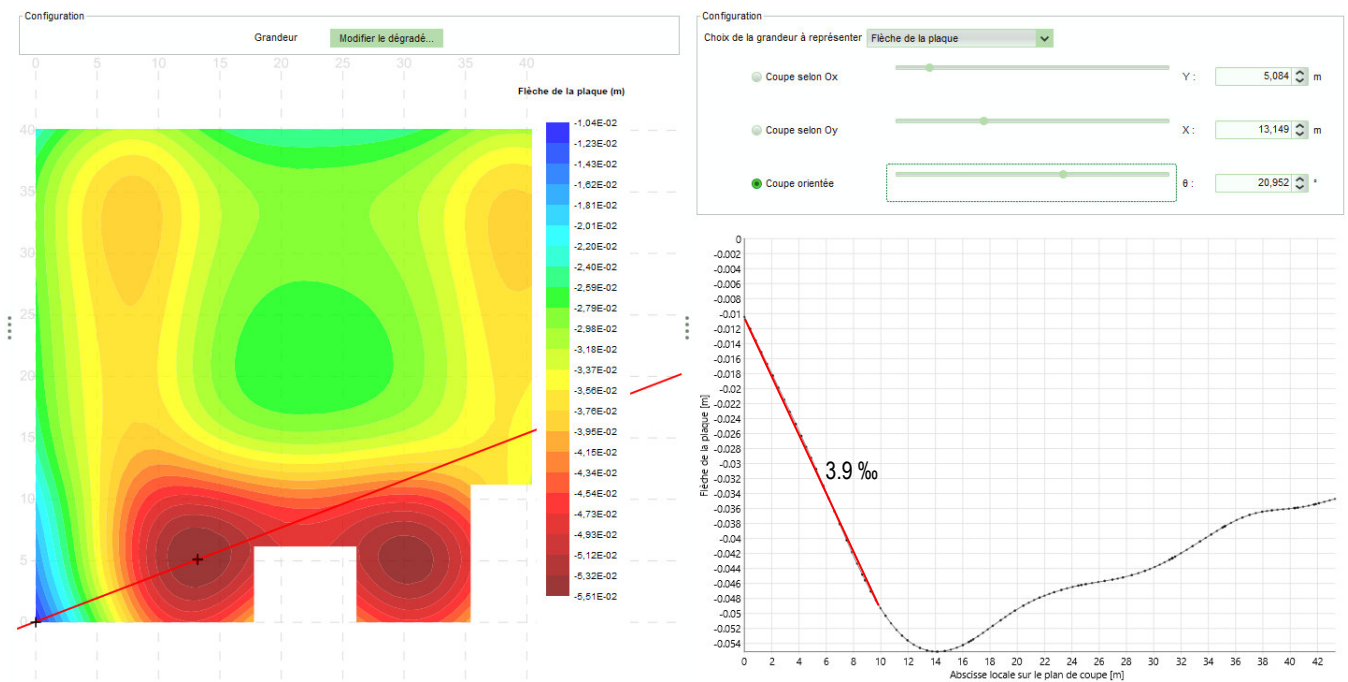 Configuration
Grandeur Modifier le dégradé...
0 5 10 15 20 25 30 35 40
Flèche de la plaque (m)
40
35
30
25
20
15
10
5
0
-1,04E-02
-1,23E-02
-1,43E-02
-1,62E-02
-1,81E-02
-2,01E-02
-2,20E-02
-2,40E-02
-2,59E-02
-2,79E-02
-2,98E-02
-3,18E-02
-3,37E-02
-3,56E-02
-3,76E-02
-3,95E-02
-4,15E-02
-4,34E-02
-4,54E-02
-4,73E-02
-4,93E-02
-5,12E-02
-5,32E-02
-5,51E-02
Configuration
Choix de la grandeur à représenter Flèche de la plaque
Coupe selon Ox Y : 5,084 m
Coupe selon Oy X : 13,149 m
Coupe orientée θ : 20,952 °
0
-0.002
-0.004
-0.006
-0.008
-0.01
-0.012
-0.014
-0.016
-0.018
-0.02
-0.022
-0.024
-0.026
-0.028
-0.03
-0.032
-0.034
-0.036
-0.038
-0.04
-0.042
-0.044
-0.046
-0.048
-0.05
-0.052
-0.054
Flèche de la plaque [m]
3.9 ‰
0 2 4 6 8 10 12 14 16 18 20 22 24 26 28 30 32 34 36 38 40 42
Abscisse locale sur le plan de coupe [m]